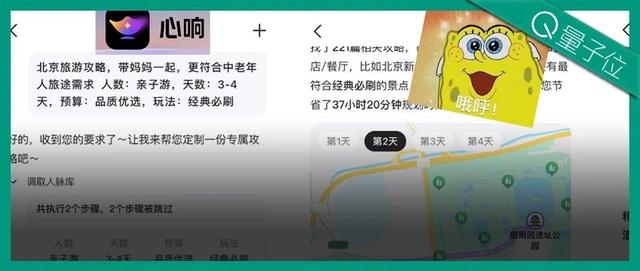 心响
北京旅游攻略，带妈妈一起，更符合中老年
人旅途需求 人数：亲子游，天数：3-4
天，预算：品质优选，玩法：经典必刷
好的，收到您的要求了～让我来帮您定制一份专属攻
略吧～
调取人脉库
共执行2个步骤，2个步骤被跳过
人数 天数 预算 玩法
亲子游 3-4天 品质优选 经典必刷
量子位
找了221篇相关攻略，
店/餐厅，比如北京新
有最
符合经典必刷的景点
您节
省了37小时20分钟规划时
哦呼！
第1天 第2天 第3天 第4天
圆明园遗址公
园